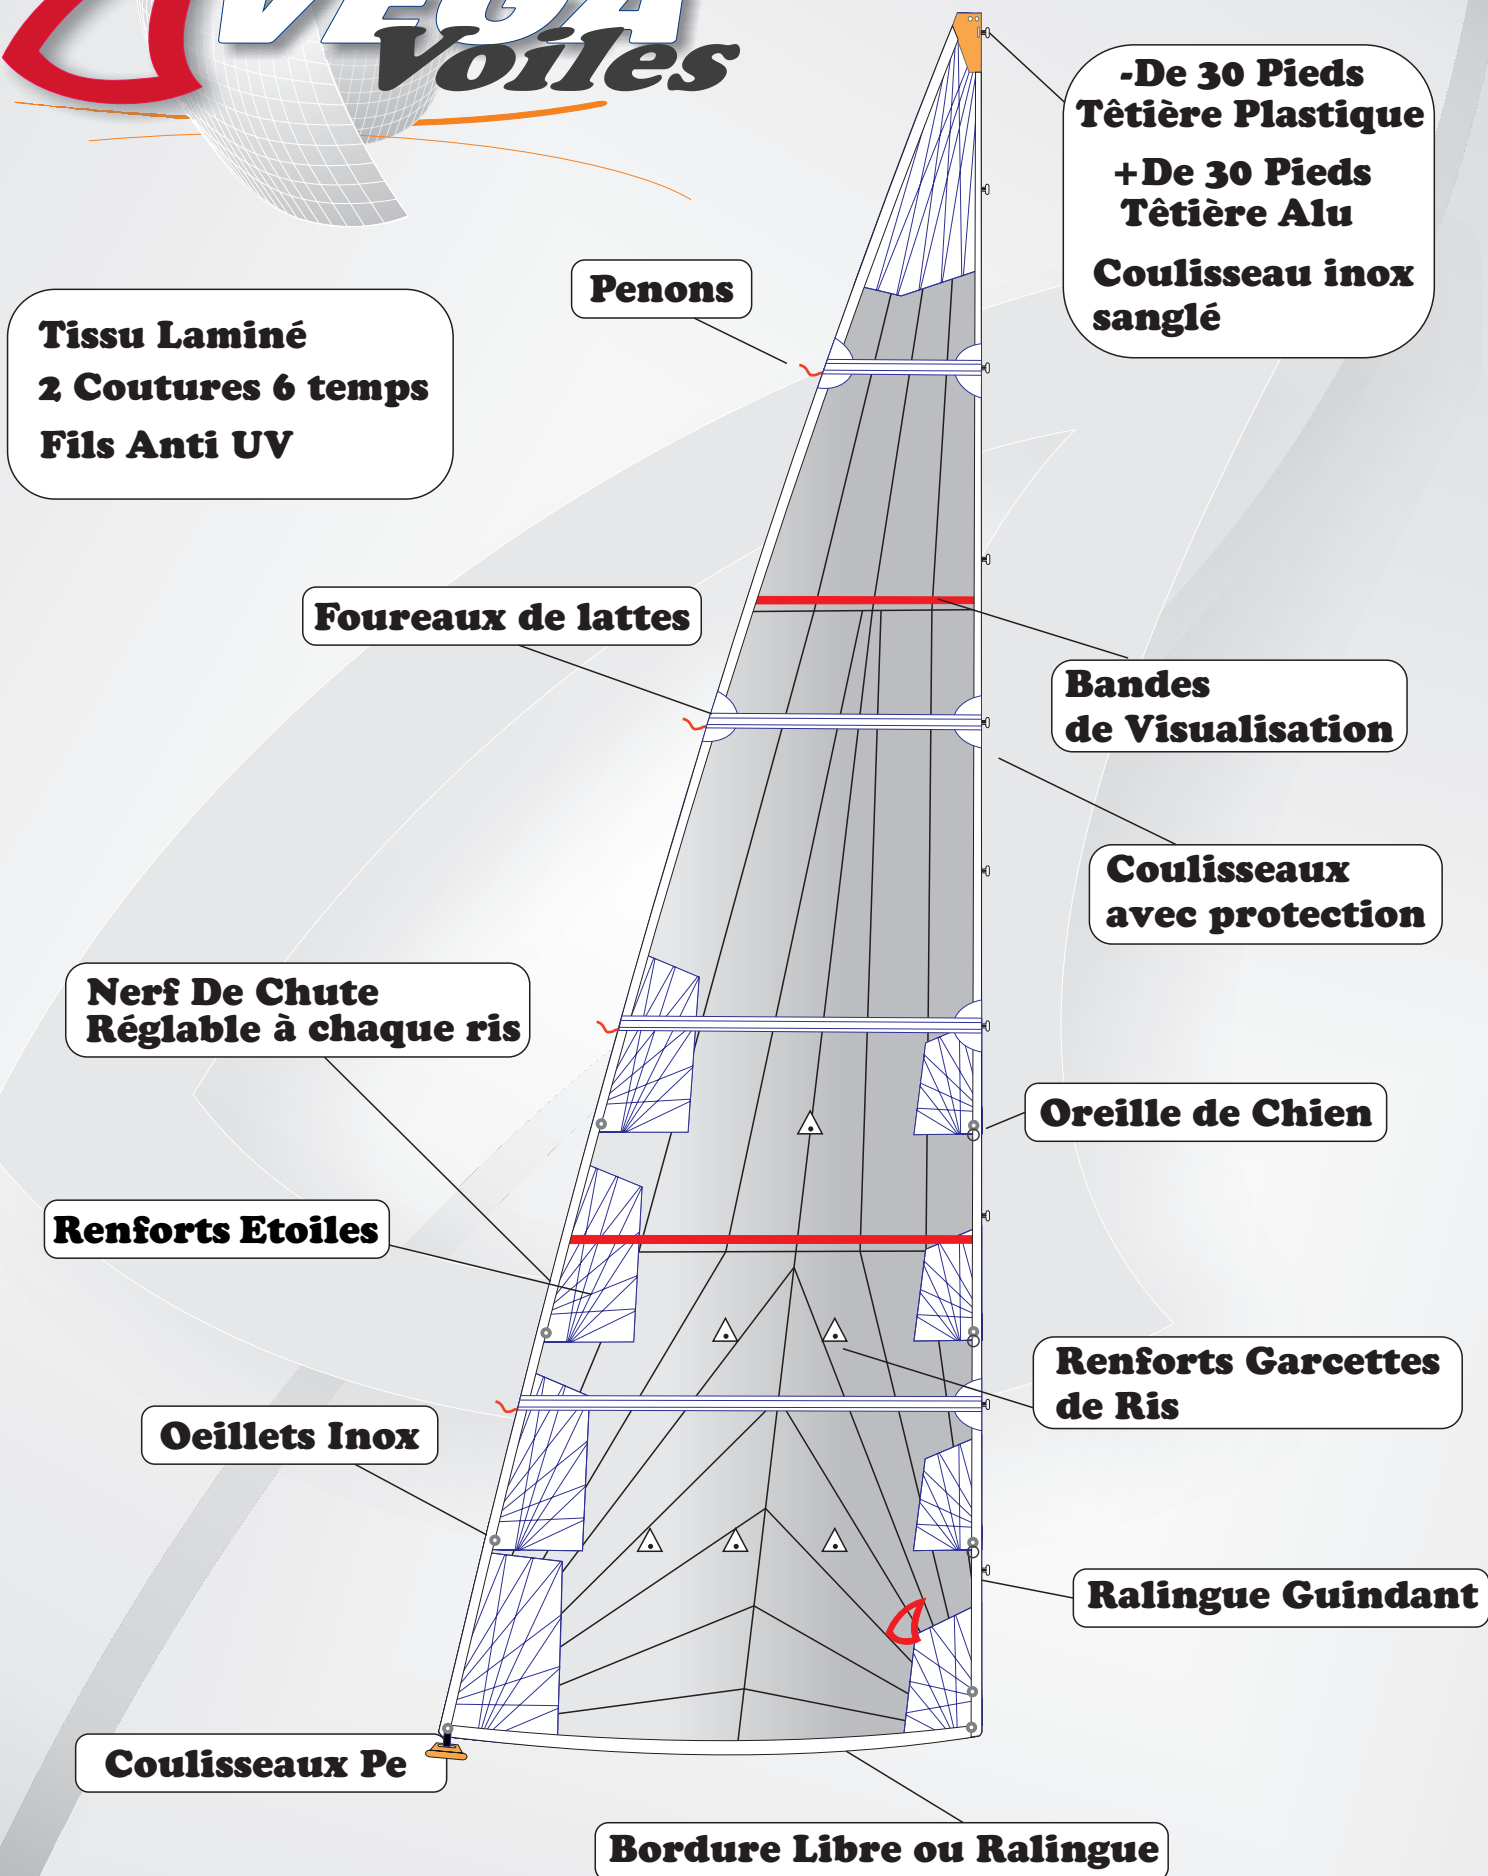 VEGA
Voiles
-De 30 Pieds
Têtière Plastique
+De 30 Pieds
Têtière Alu
Coulisseau inox
sanglé
Penons
Tissu Laminé
2 Coutures 6 temps
Fils Anti UV
Foureaux de lattes
Bandes
de Visualisation
Coulisseaux
avec protection
Nerf De Chute
Réglable à chaque ris
Oreille de Chien
Renforts Etoiles
Renforts Garcettes
de Ris
Oeillets Inox
Ralingue Guindant
Coulisseaux Pe
Bordure Libre ou Ralingue